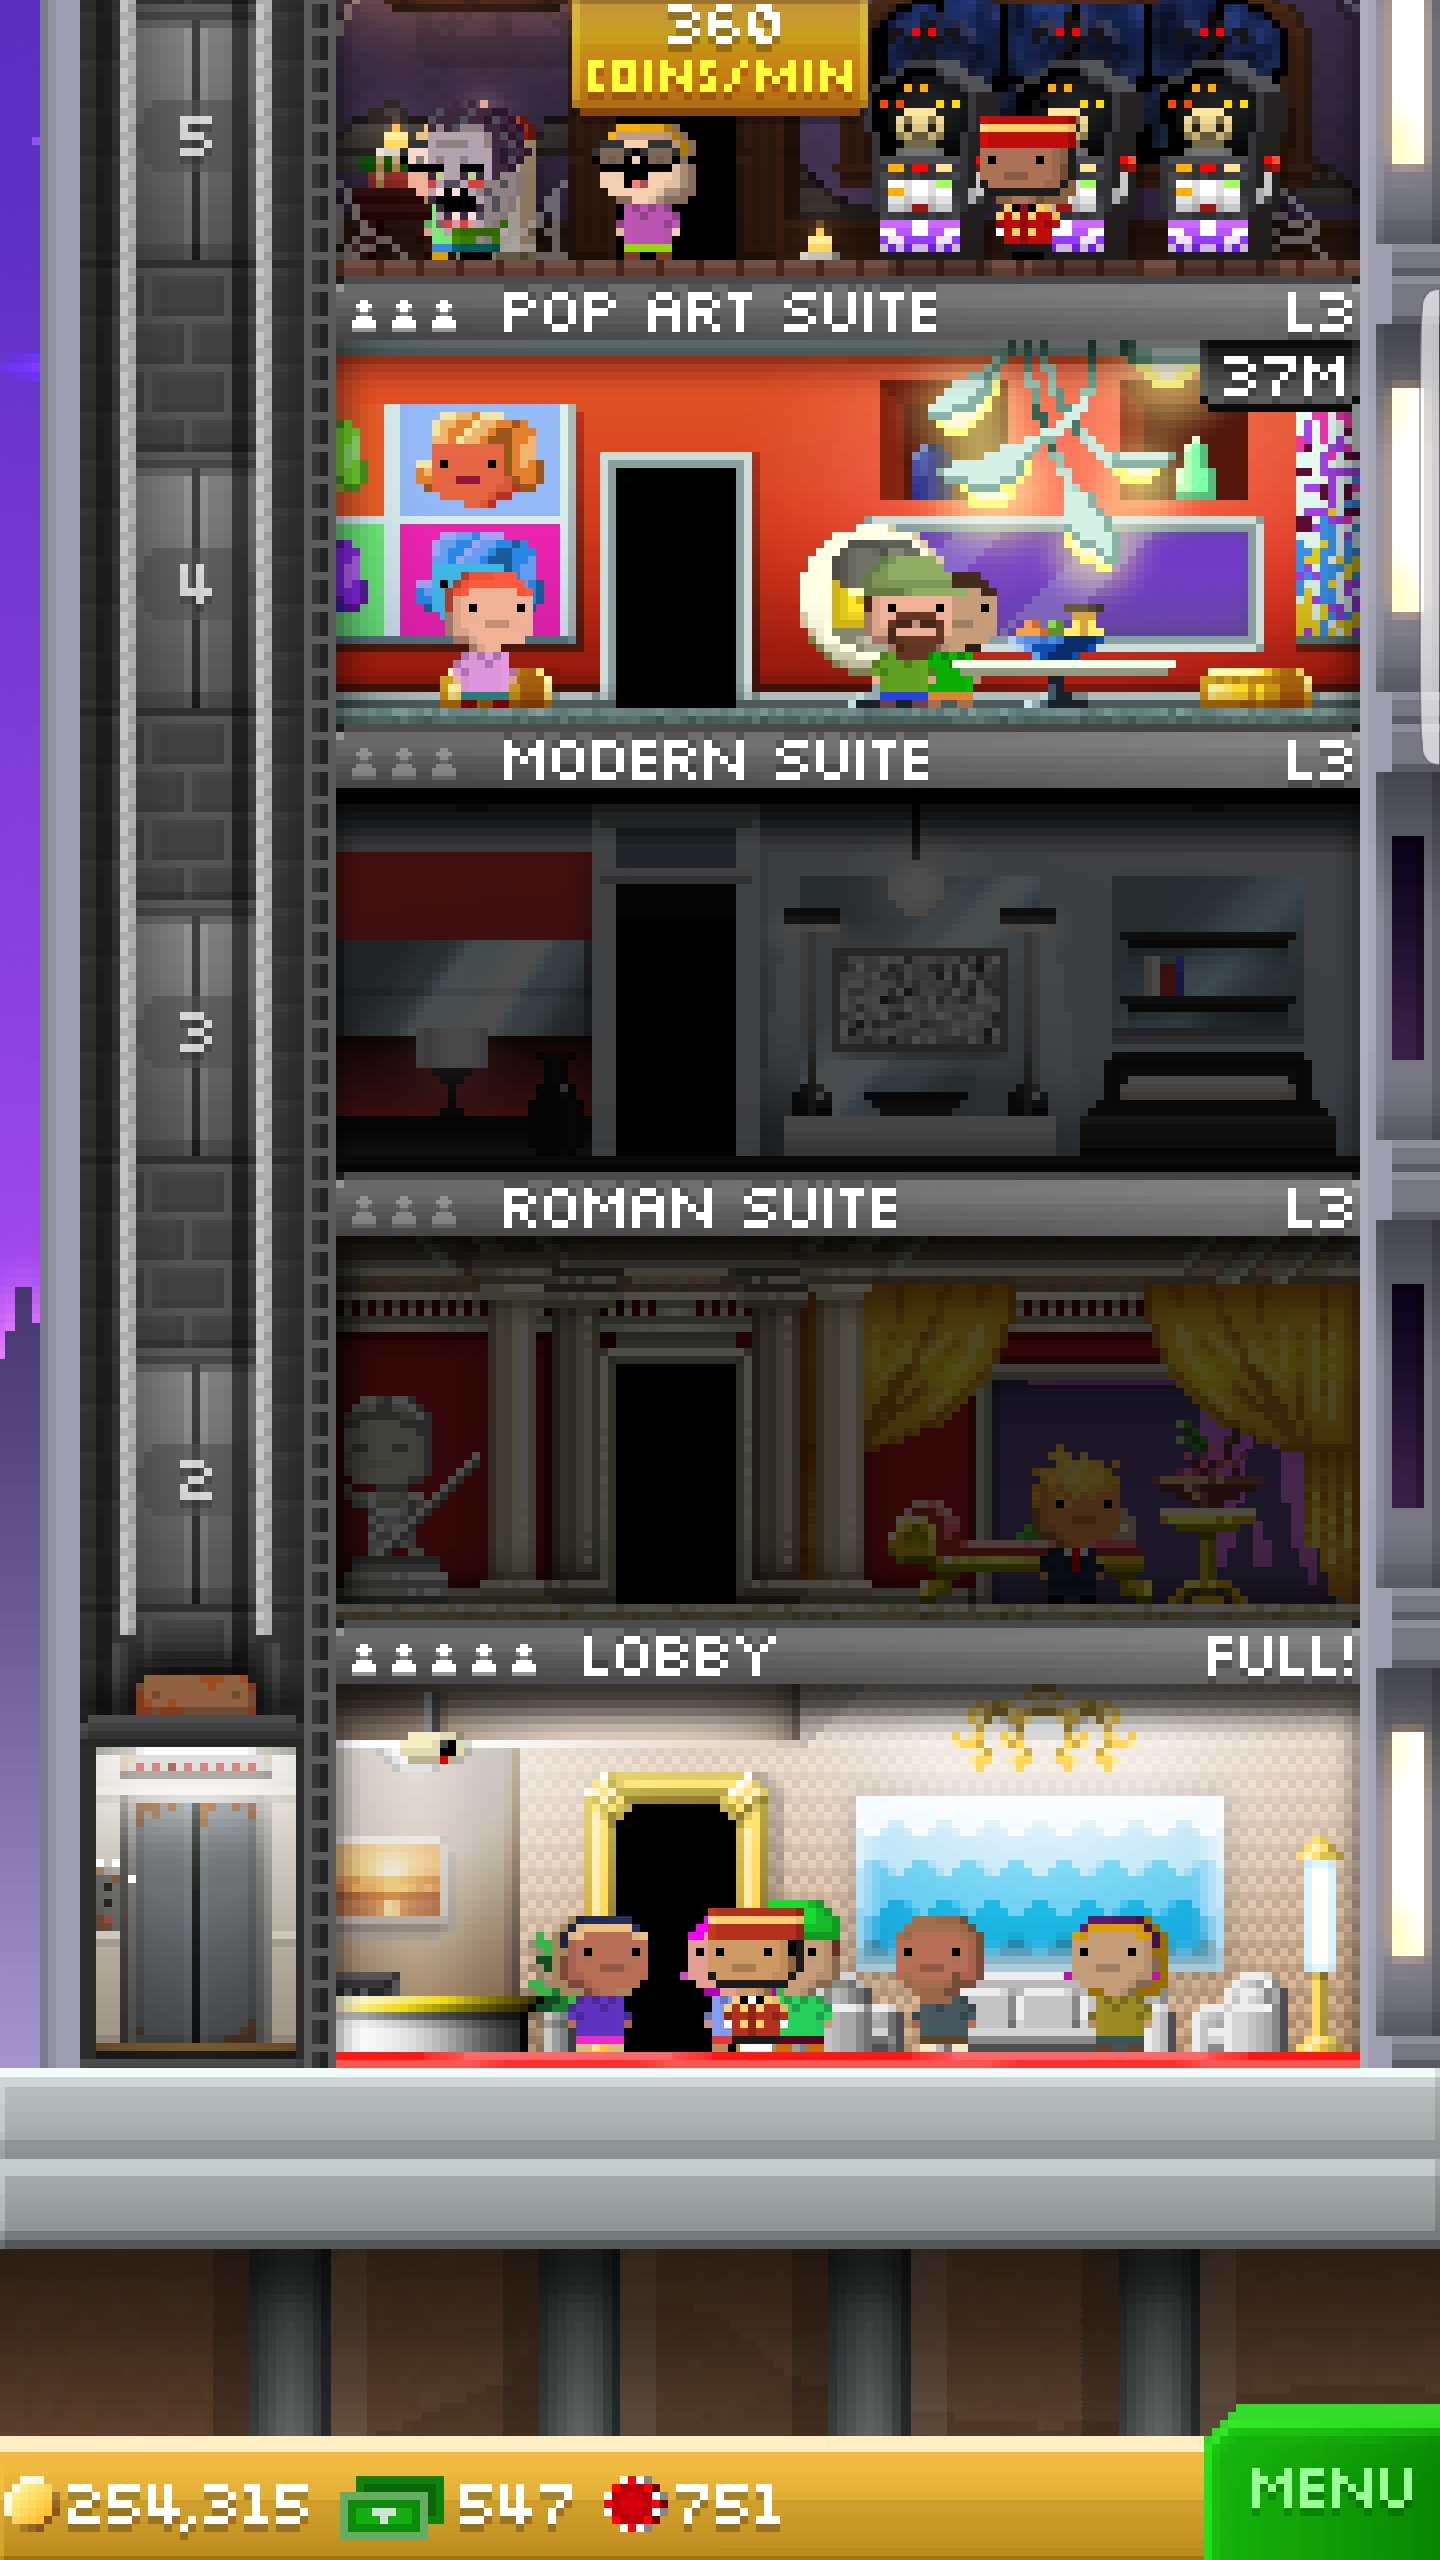 360
COINS/MIN
5
POP ART SUITE L3
37M
4
MODERN SUITE L3
3
ROMAN SUITE L3
2
LOBBY FULL!
254,315 547 751
MENU